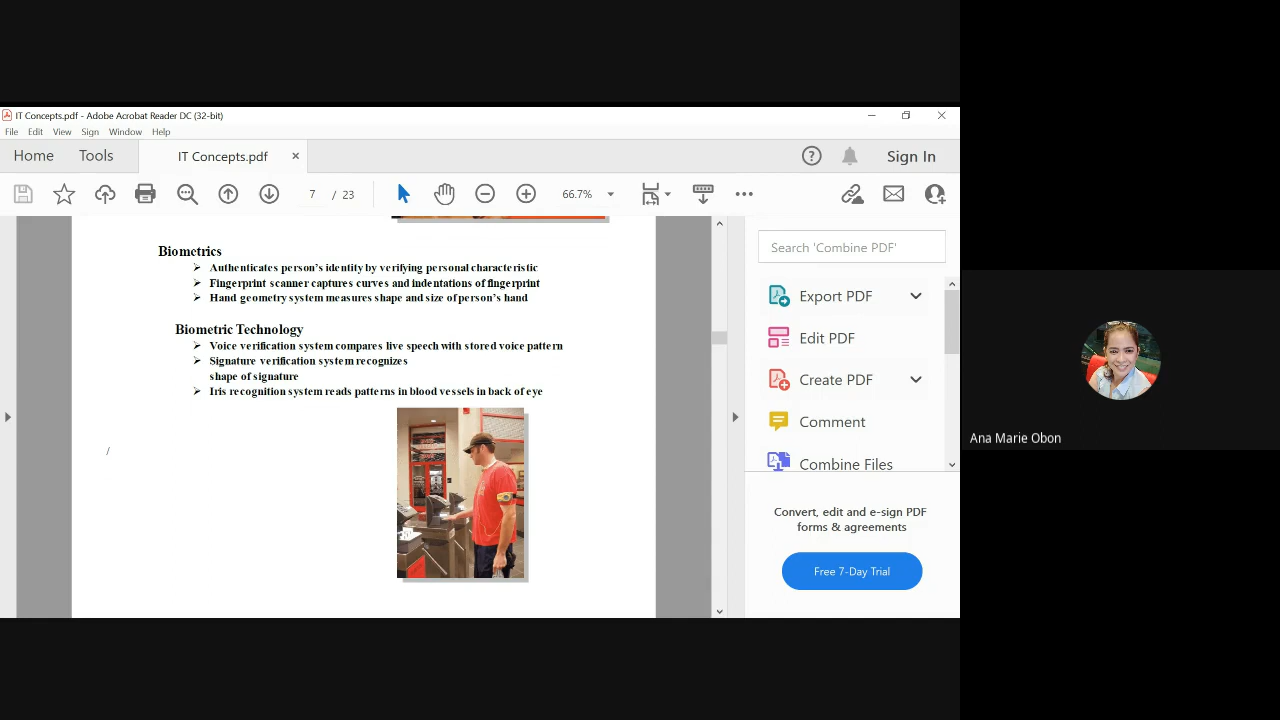 IT Concepts.pdf - Adobe Acrobat Reader DC (32-bit)
File Edit View Sign Window Help
Home Tools IT Concepts.pdf × Sign In
7 / 23 66.7%
Biometrics
➢ Authenticates person's identity by verifying personal characteristic
➢ Fingerprint scanner captures curves and indentations of fingerprint
➢ Hand geometry system measures shape and size of person's hand
Biometric Technology
➢ Voice verification system compares live speech with stored voice pattern
➢ Signature verification system recognizes
shape of signature
➢ Iris recognition system reads patterns in blood vessels in back of eye
/
Search 'Combine PDF'
Export PDF
Edit PDF
Create PDF
Comment
Combine Files
Convert, edit and e-sign PDF
forms & agreements
Free 7-Day Trial
Ana Marie Obon